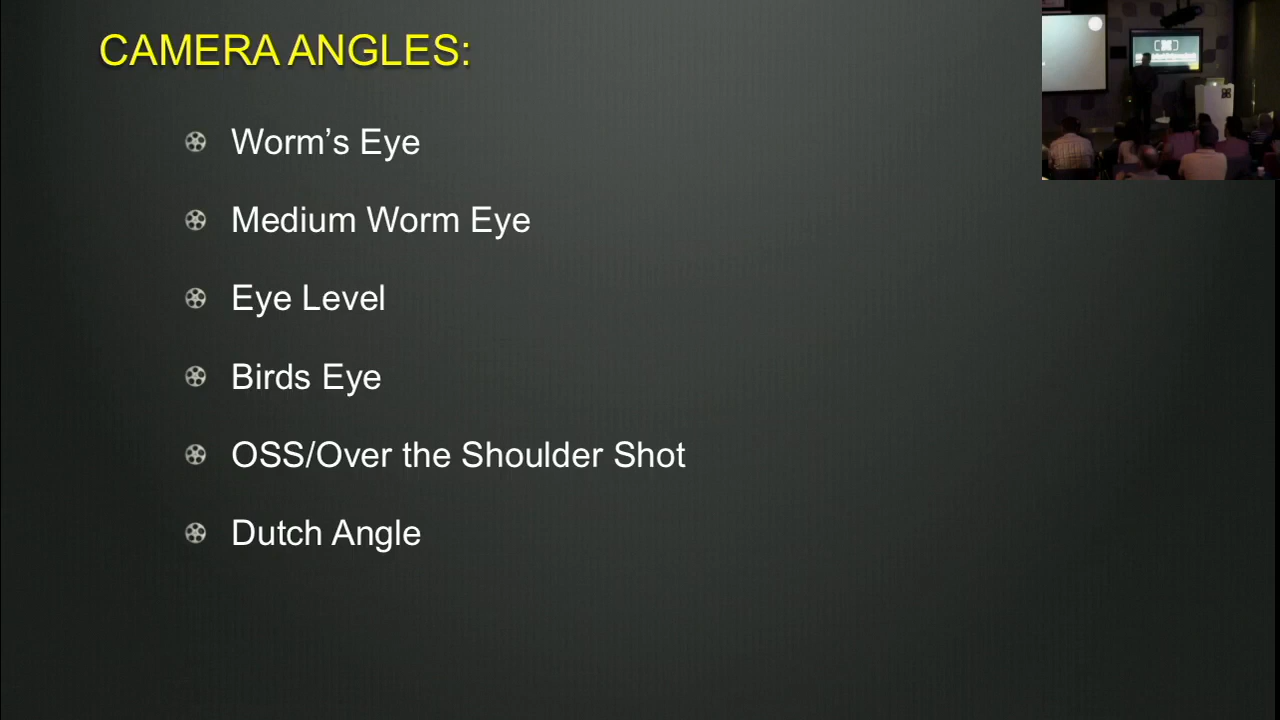 CAMERA ANGLES:
Worm’s Eye
Medium Worm Eye
Eye Level
Birds Eye
OSS/Over the Shoulder Shot
Dutch Angle